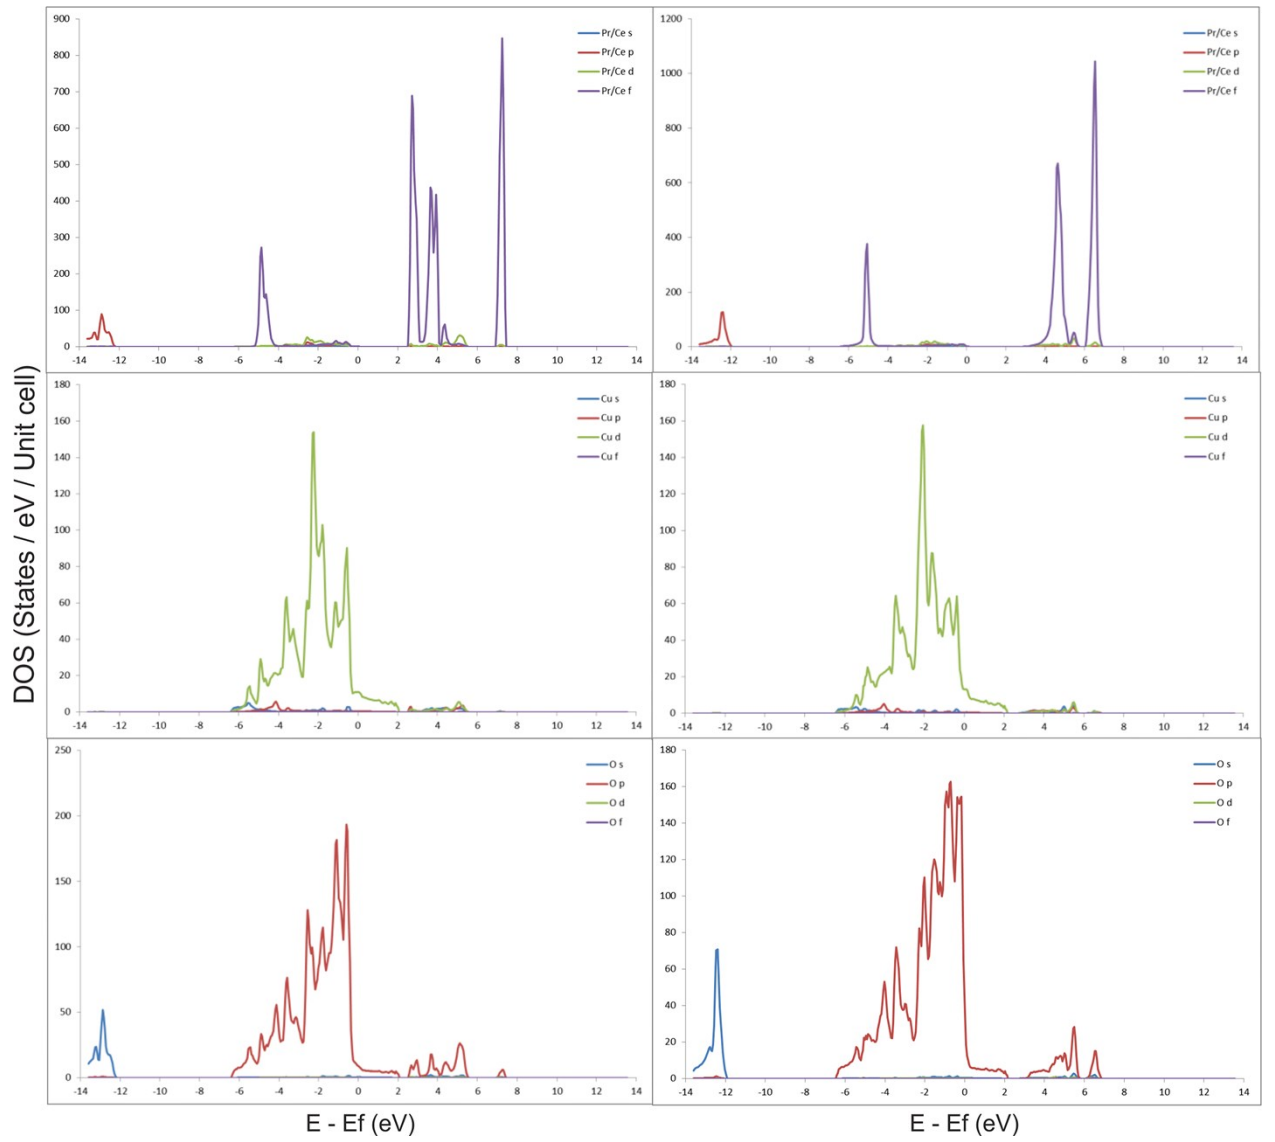 900
800
700
600
500
400
300
200
100
0
-14 -12 -10 -8 -6 -4 -2 0 2 4 6 8 10 12 14
Pr/Ce s
Pr/Ce p
Pr/Ce d
Pr/Ce f
1200
1000
800
600
400
200
0
-14 -12 -10 -8 -6 -4 -2 0 2 4 6 8 10 12 14
Pr/Ce s
Pr/Ce p
Pr/Ce d
Pr/Ce f
DOS (States / eV / Unit cell)
180
160
140
120
100
80
60
40
20
0
-14 -12 -10 -8 -6 -4 -2 0 2 4 6 8 10 12 14
Cu s
Cu p
Cu d
Cu f
180
160
140
120
100
80
60
40
20
0
-14 -12 -10 -8 -6 -4 -2 0 2 4 6 8 10 12 14
Cu s
Cu p
Cu d
Cu f
250
200
150
100
50
0
-14 -12 -10 -8 -6 -4 -2 0 2 4 6 8 10 12 14
O s
O p
O d
O f
180
160
140
120
100
80
60
40
20
0
-14 -12 -10 -8 -6 -4 -2 0 2 4 6 8 10 12 14
O s
O p
O d
O f
E - Ef (eV)
E - Ef (eV)